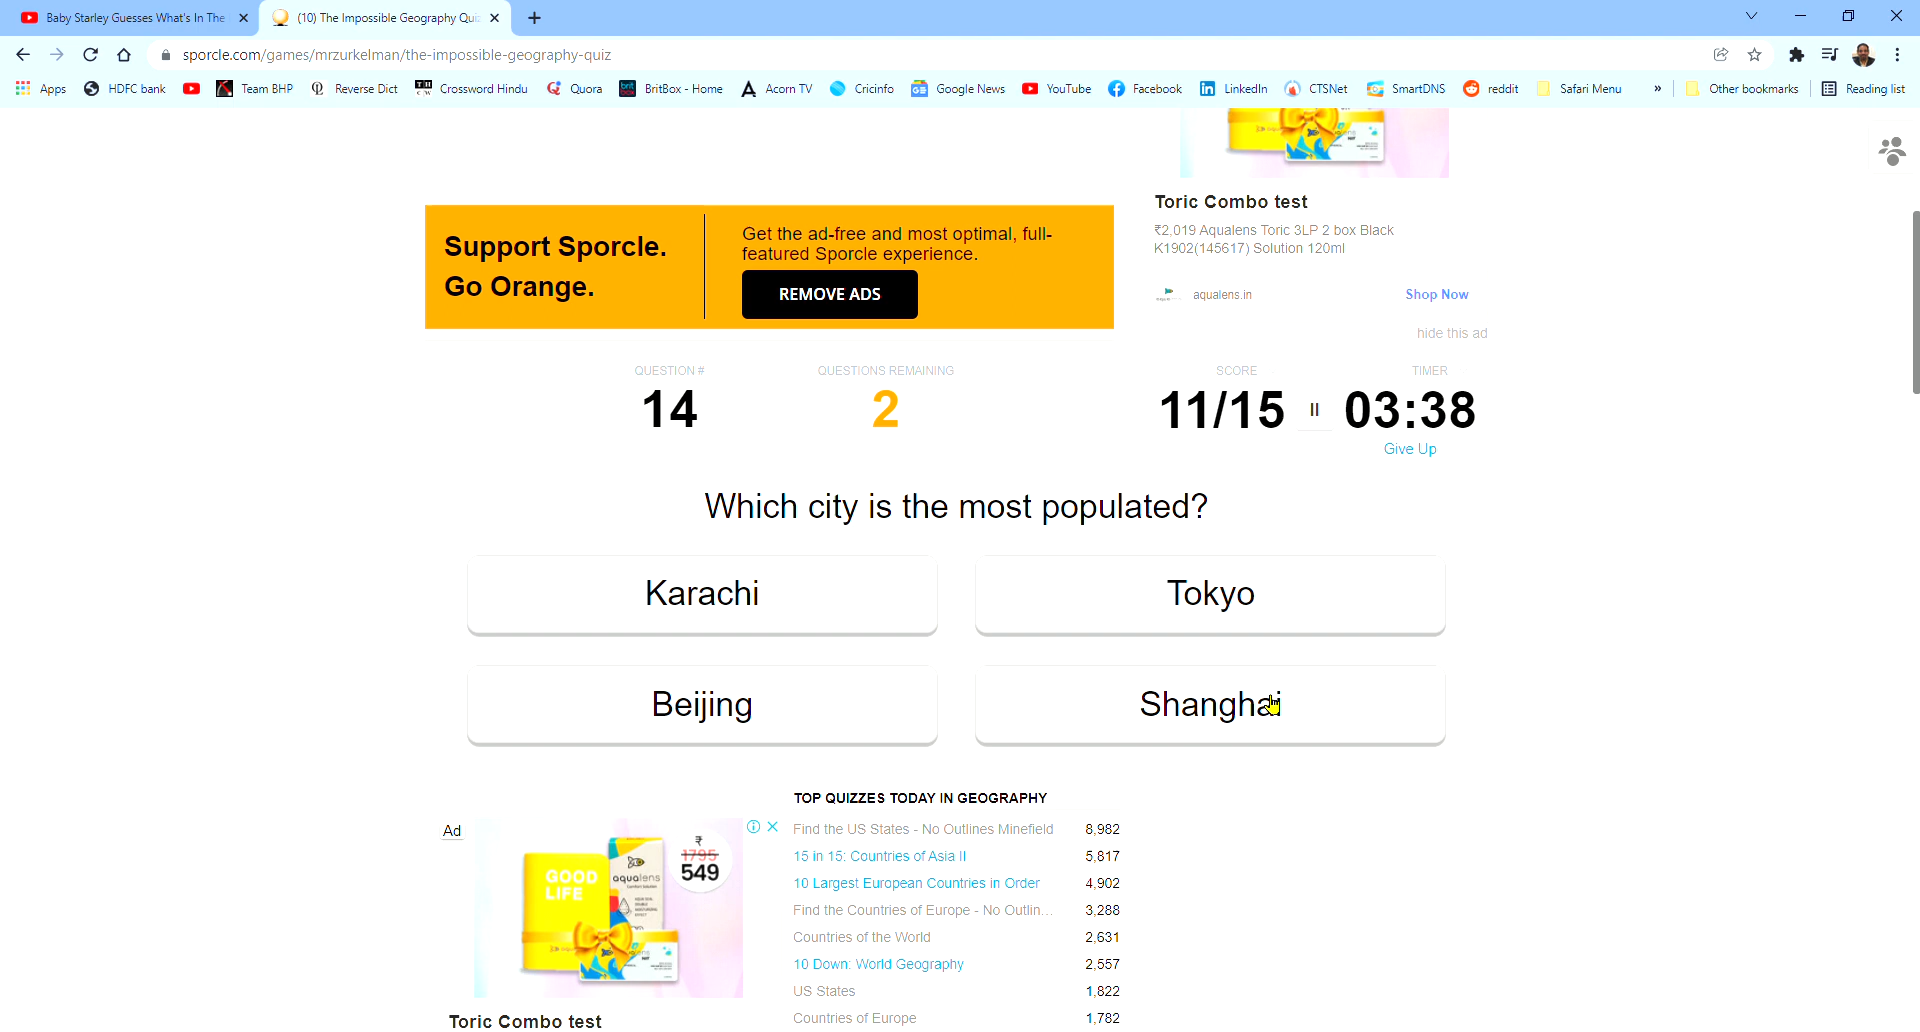 Baby Starley Guesses What's In The
(10) The Impossible Geography Qui
sporcle.com/games/mrzurkelman/the-impossible-geography-quiz
Apps HDFC bank Team BHP Reverse Dict Crossword Hindu Quora BritBox - Home Acorn TV Cricinfo Google News YouTube Facebook LinkedIn CTSNet SmartDNS reddit Safari Menu » Other bookmarks Reading list
Toric Combo test
₹2,019 Aqualens Toric 3LP 2 box Black
K1902(145617) Solution 120ml
aqualens.in Shop Now
hide this ad
Support Sporcle.
Go Orange.
Get the ad-free and most optimal, full-
featured Sporcle experience.
REMOVE ADS
QUESTION # QUESTIONS REMAINING SCORE TIMER
14 2 11/15 03:38
Give Up
Which city is the most populated?
Karachi Tokyo
Beijing Shanghai
TOP QUIZZES TODAY IN GEOGRAPHY
Find the US States - No Outlines Minefield 8,982
15 in 15: Countries of Asia II 5,817
10 Largest European Countries in Order 4,902
Find the Countries of Europe - No Outlin... 3,288
Countries of the World 2,631
10 Down: World Geography 2,557
US States 1,822
Countries of Europe 1,782
Ad
GOOD
LIFE
aqualens
₹
1795
549
Toric Combo test